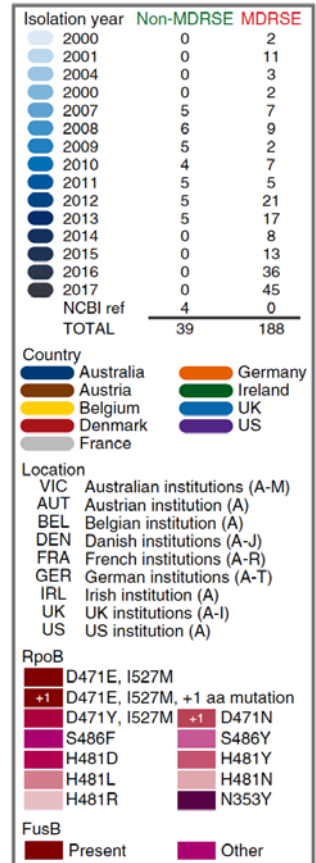 Isolation year Non-MDRSE MDRSE
2000 0 2
2001 0 11
2004 0 3
2000 0 2
2007 5 7
2008 6 9
2009 5 2
2010 4 7
2011 5 5
2012 5 21
2013 5 17
2014 0 8
2015 0 13
2016 0 36
2017 0 45
NCBI ref 4 0
TOTAL 39 188
Country
Australia Germany
Austria Ireland
Belgium UK
Denmark US
France
Location
VIC Australian institutions (A-M)
AUT Austrian institution (A)
BEL Belgian institution (A)
DEN Danish institutions (A-J)
FRA French institutions (A-R)
GER German institutions (A-T)
IRL Irish institution (A)
UK UK institutions (A-I)
US US institution (A)
RpoB
D471E, I527M
+1 D471E, I527M, +1 aa mutation
D471Y, I527M +1 D471N
S486F S486Y
H481D H481Y
H481L H481N
H481R N353Y
FusB
Present Other